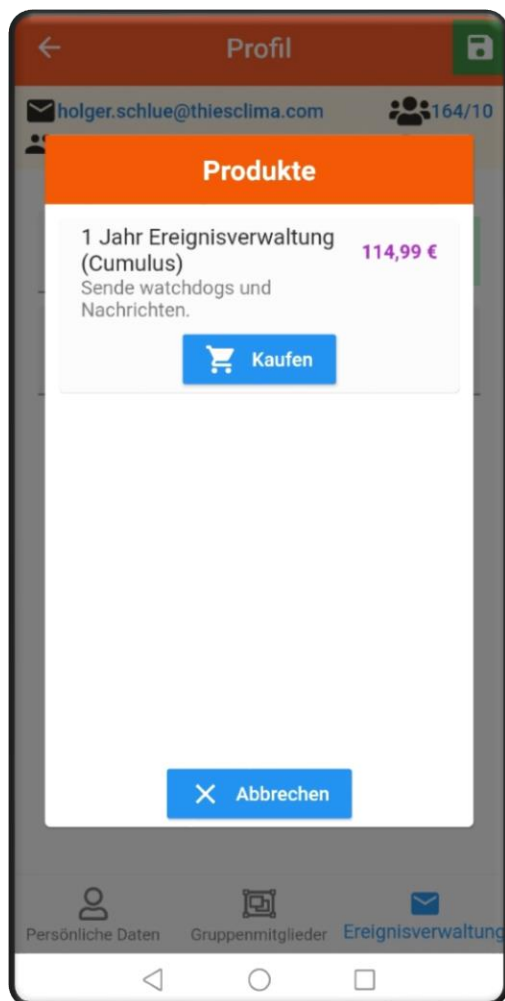 Profil
holger.schlue@thiesclima.com
164/10
Produkte
1 Jahr Ereignisverwaltung
(Cumulus)
114,99 €
Sende watchdogs und
Nachrichten.
Kaufen
Abbrechen
Persönliche Daten
Gruppenmitglieder
Ereignisverwaltung